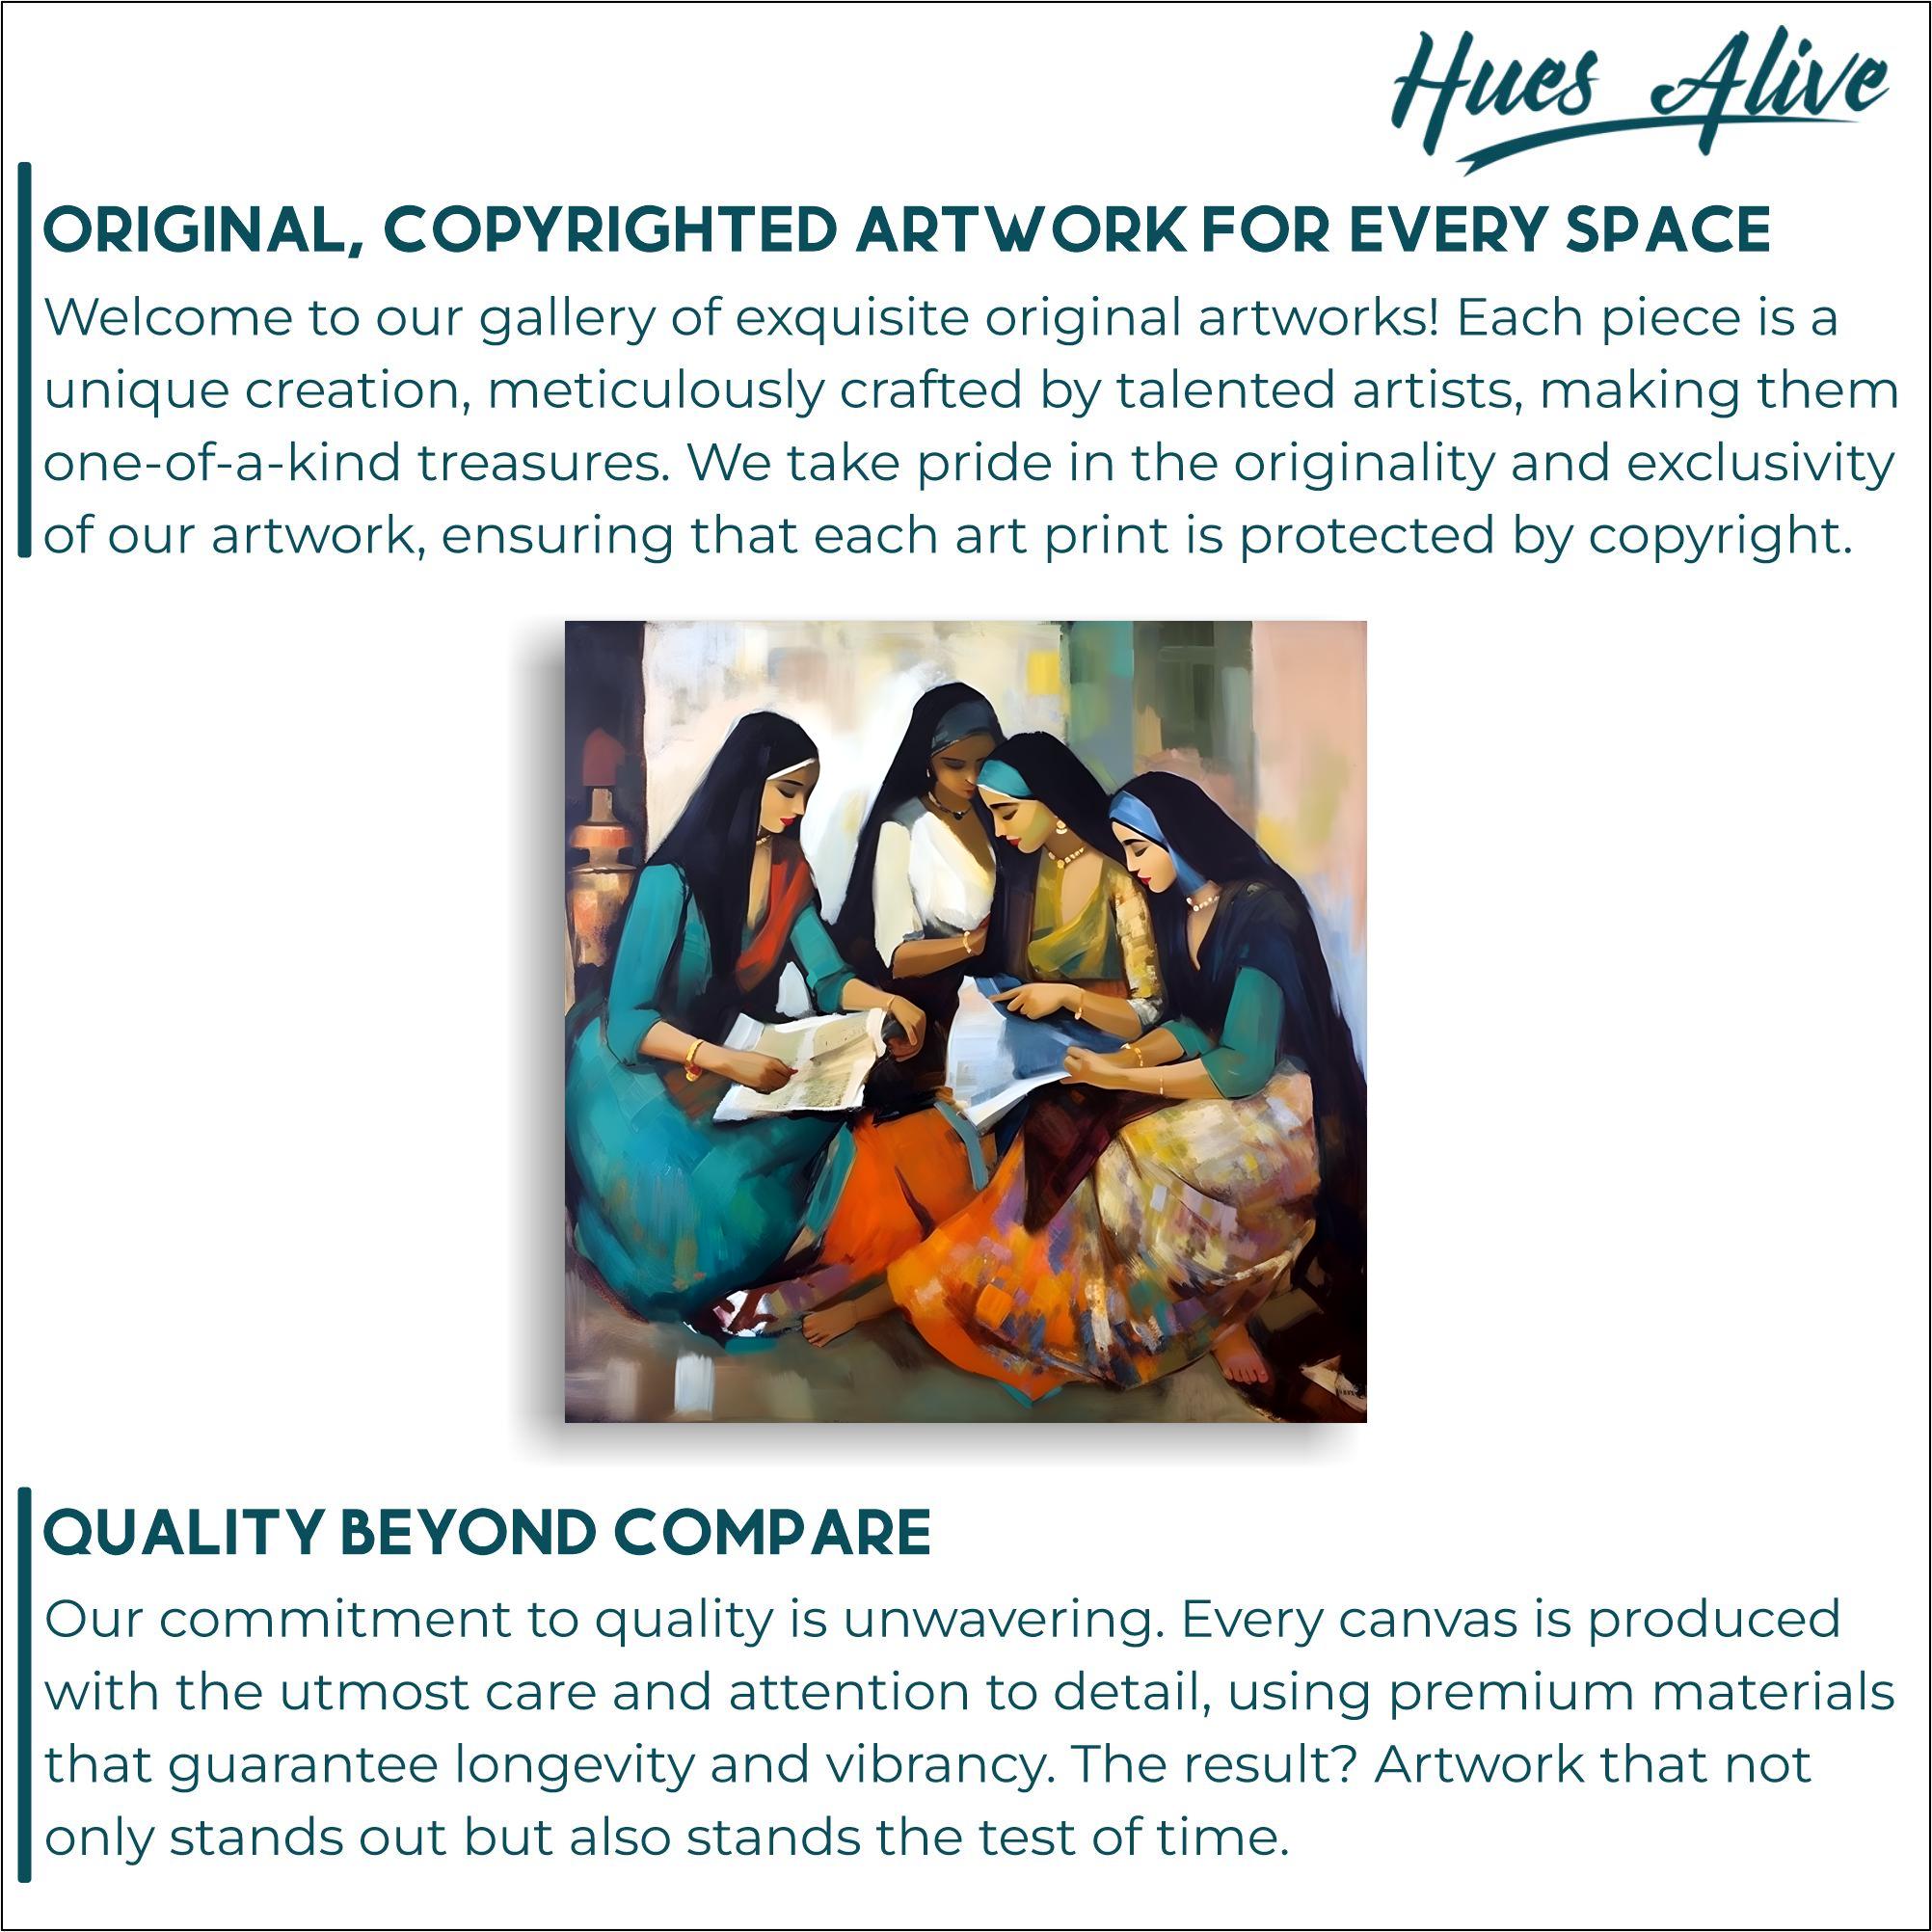 Hues Alive
ORIGINAL, COPYRIGHTED ARTWORK FOR EVERY SPACE
Welcome to our gallery of exquisite original artworks! Each piece is a
unique creation, meticulously crafted by talented artists, making them
one-of-a-kind treasures. We take pride in the originality and exclusivity
of our artwork, ensuring that each art print is protected by copyright.
QUALITY BEYOND COMPARE
Our commitment to quality is unwavering. Every canvas is produced
with the utmost care and attention to detail, using premium materials
that guarantee longevity and vibrancy. The result? Artwork that not
only stands out but also stands the test of time.